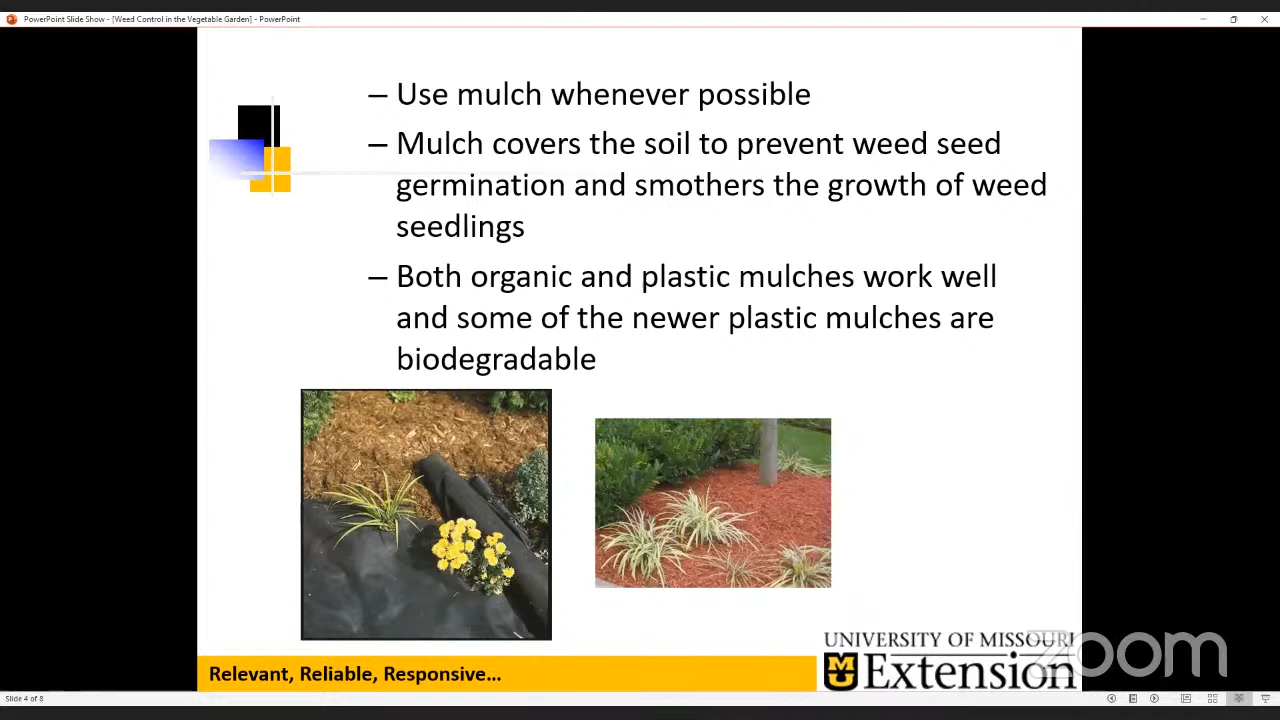 PowerPoint Slide Show - [Weed Control in the Vegetable Garden] - PowerPoint
– Use mulch whenever possible
– Mulch covers the soil to prevent weed seed
germination and smothers the growth of weed
seedlings
– Both organic and plastic mulches work well
and some of the newer plastic mulches are
biodegradable
UNIVERSITY OF MISSOURI
Extension
zoom
Relevant, Reliable, Responsive…
Slide 4 of 8